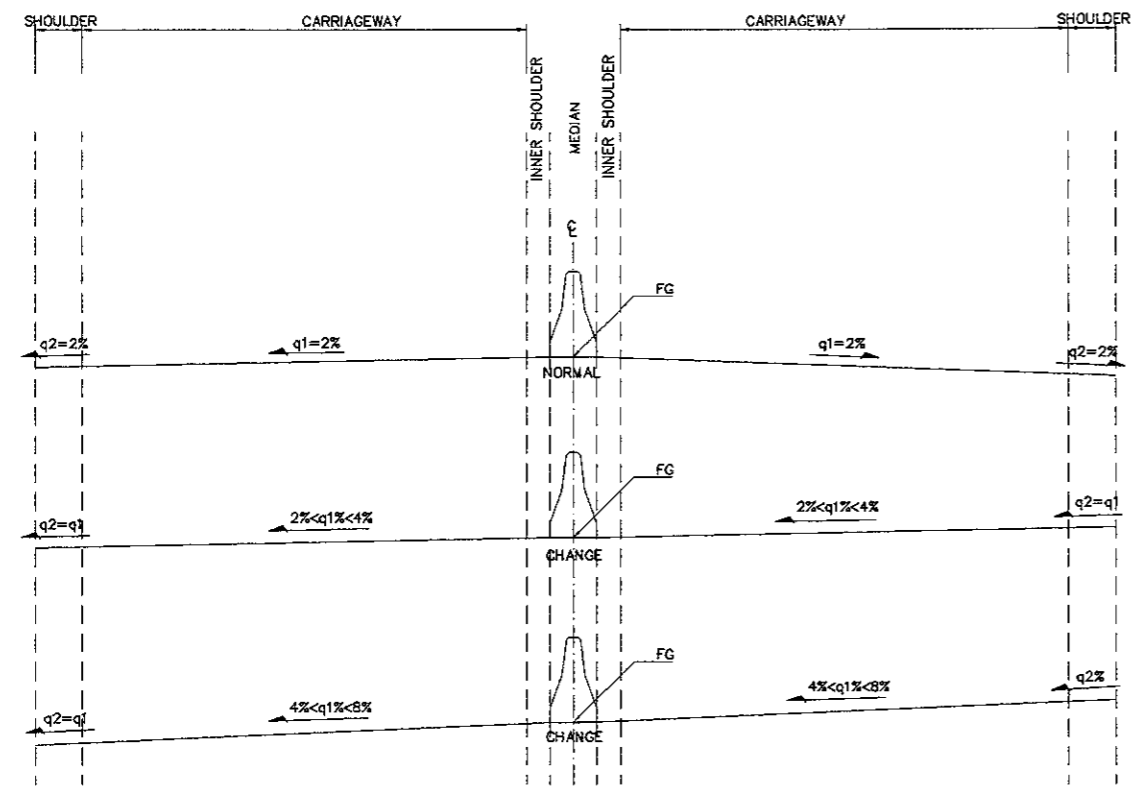 SHOULDER CARRIAGEWAY CARRIAGEWAY SHOULDER
INNER SHOULDER
MEDIAN
INNER SHOULDER
℄
FG
q2=2% q1=2% q1=2% q2=2%
NORMAL
FG
q2=q1 2%<q1%<4% 2%<q1%<4% q2=q1
CHANGE
FG
q2=q1 4%<q1%<8% 4%<q1%<8% q2%
CHANGE